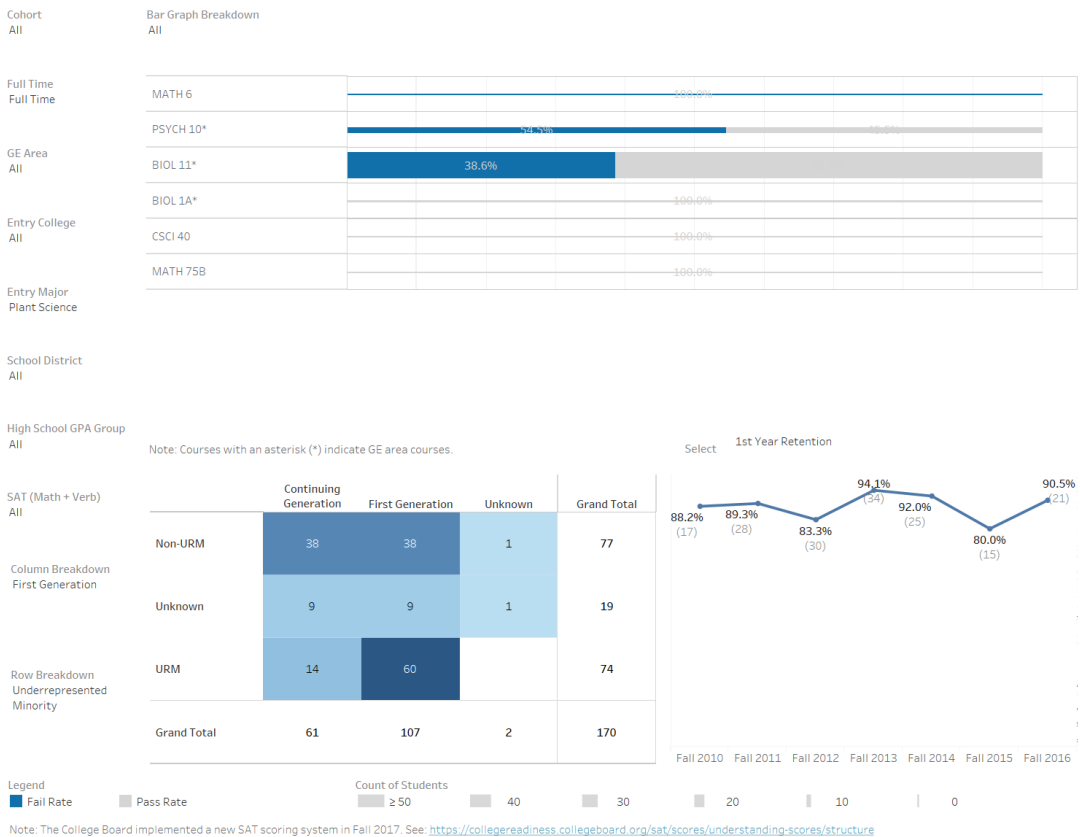 Cohort
All
Bar Graph Breakdown
All
Full Time
Full Time
GE Area
All
Entry College
All
Entry Major
Plant Science
School District
All
High School GPA Group
All
SAT (Math + Verb)
All
Column Breakdown
First Generation
Row Breakdown
Underrepresented
Minority
MATH 6
100.0%
PSYCH 10*
54.5% 45.5%
BIOL 11*
38.6%
BIOL 1A*
100.0%
CSCI 40
100.0%
MATH 75B
100.0%
Note: Courses with an asterisk (*) indicate GE area courses.
Continuing
Generation First Generation Unknown Grand Total
Non-URM 38 38 1 77
Unknown 9 9 1 19
URM 14 60 74
Grand Total 61 107 2 170
Select 1st Year Retention
88.2%
(17)
89.3%
(28)
83.3%
(30)
94.1%
(34)
92.0%
(25)
80.0%
(15)
90.5%
(21)
Fall 2010 Fall 2011 Fall 2012 Fall 2013 Fall 2014 Fall 2015 Fall 2016
Legend
Fail Rate Pass Rate
Count of Students
≥ 50 40 30 20 10 0
Note: The College Board implemented a new SAT scoring system in Fall 2017. See: https://collegereadiness.collegeboard.org/sat/scores/understanding-scores/structure